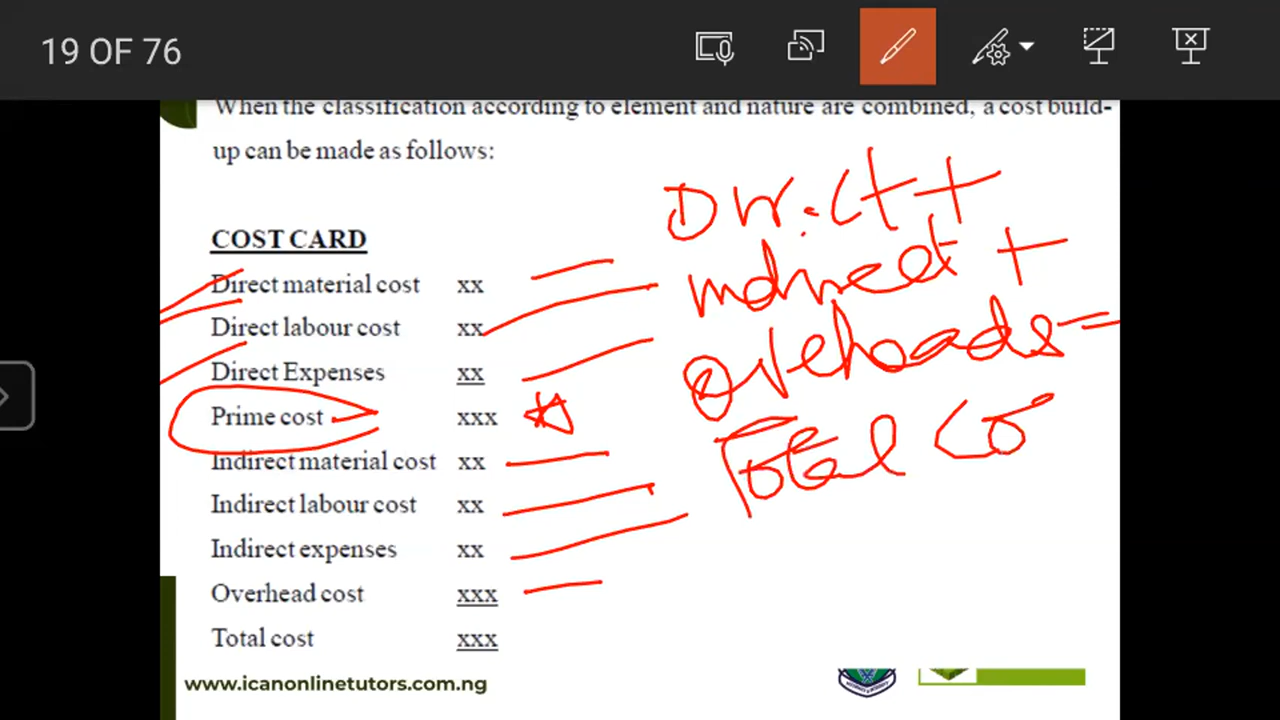 19 OF 76
When the classification according to element and nature are combined, a cost build-
up can be made as follows:
COST CARD
Direct material cost xx
Direct labour cost xx
Direct Expenses xx
Prime cost xxx
Indirect material cost xx
Indirect labour cost xx
Indirect expenses xx
Overhead cost xxx
Total cost xxx
Direct +
indirect +
overheads =
Total co
www.icanonlinetutors.com.ng